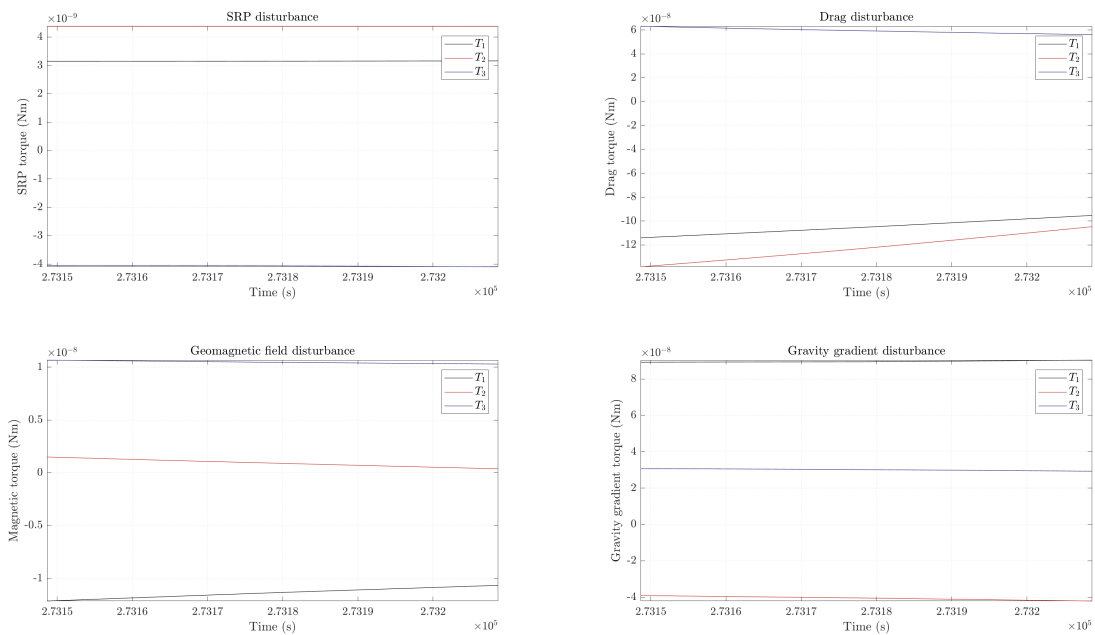 SRP disturbance
×10⁻⁹
4
3
2
1
0
-1
-2
-3
-4
SRP torque (Nm)
T₁
T₂
T₃
2.7315 2.7316 2.7317 2.7318 2.7319 2.732
Time (s)
×10⁵
Drag disturbance
×10⁻⁸
6
4
2
0
-2
-4
-6
-8
-10
-12
Drag torque (Nm)
T₁
T₂
T₃
2.7315 2.7316 2.7317 2.7318 2.7319 2.732
Time (s)
×10⁵
Geomagnetic field disturbance
×10⁻⁸
1
0.5
0
-0.5
-1
Magnetic torque (Nm)
T₁
T₂
T₃
2.7315 2.7316 2.7317 2.7318 2.7319 2.732
Time (s)
×10⁵
Gravity gradient disturbance
×10⁻⁸
8
6
4
2
0
-2
-4
Gravity gradient torque (Nm)
T₁
T₂
T₃
2.7315 2.7316 2.7317 2.7318 2.7319 2.732
Time (s)
×10⁵